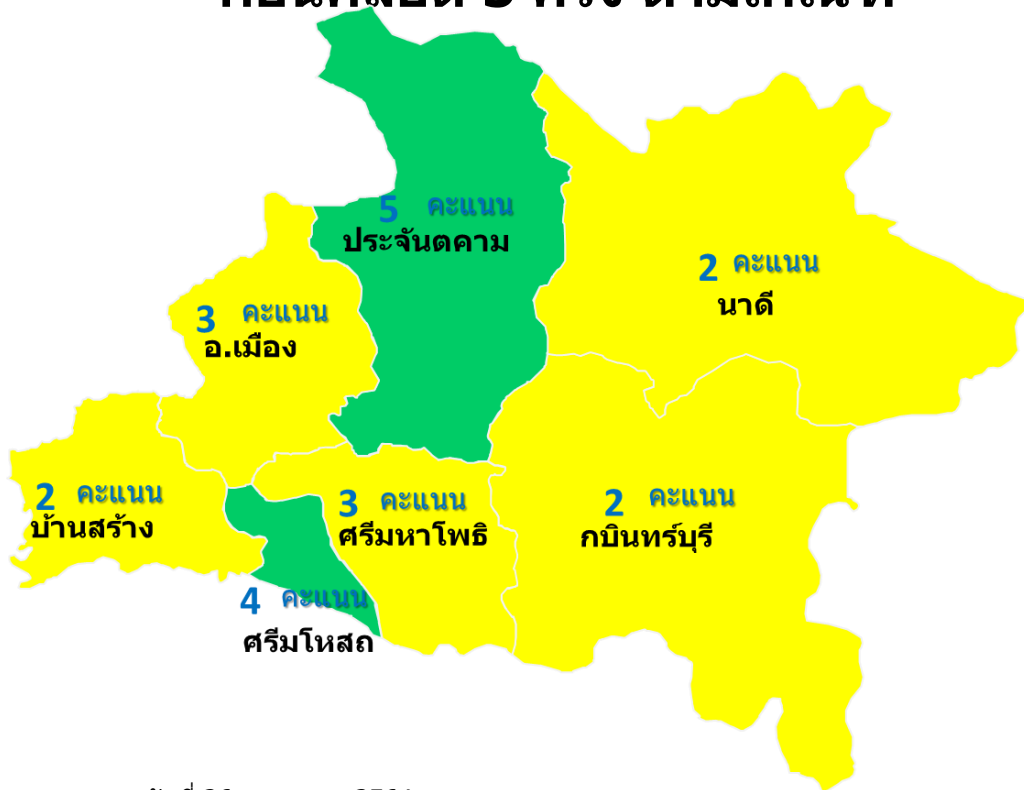 5 คะแนน
ประจันตคาม
2 คะแนน
นาดี
3 คะแนน
อ.เมือง
2 คะแนน
บ้านสร้าง
3 คะแนน
ศรีมหาโพธิ
2 คะแนน
กบินทร์บุรี
4 คะแนน
ศรีมโหสถ